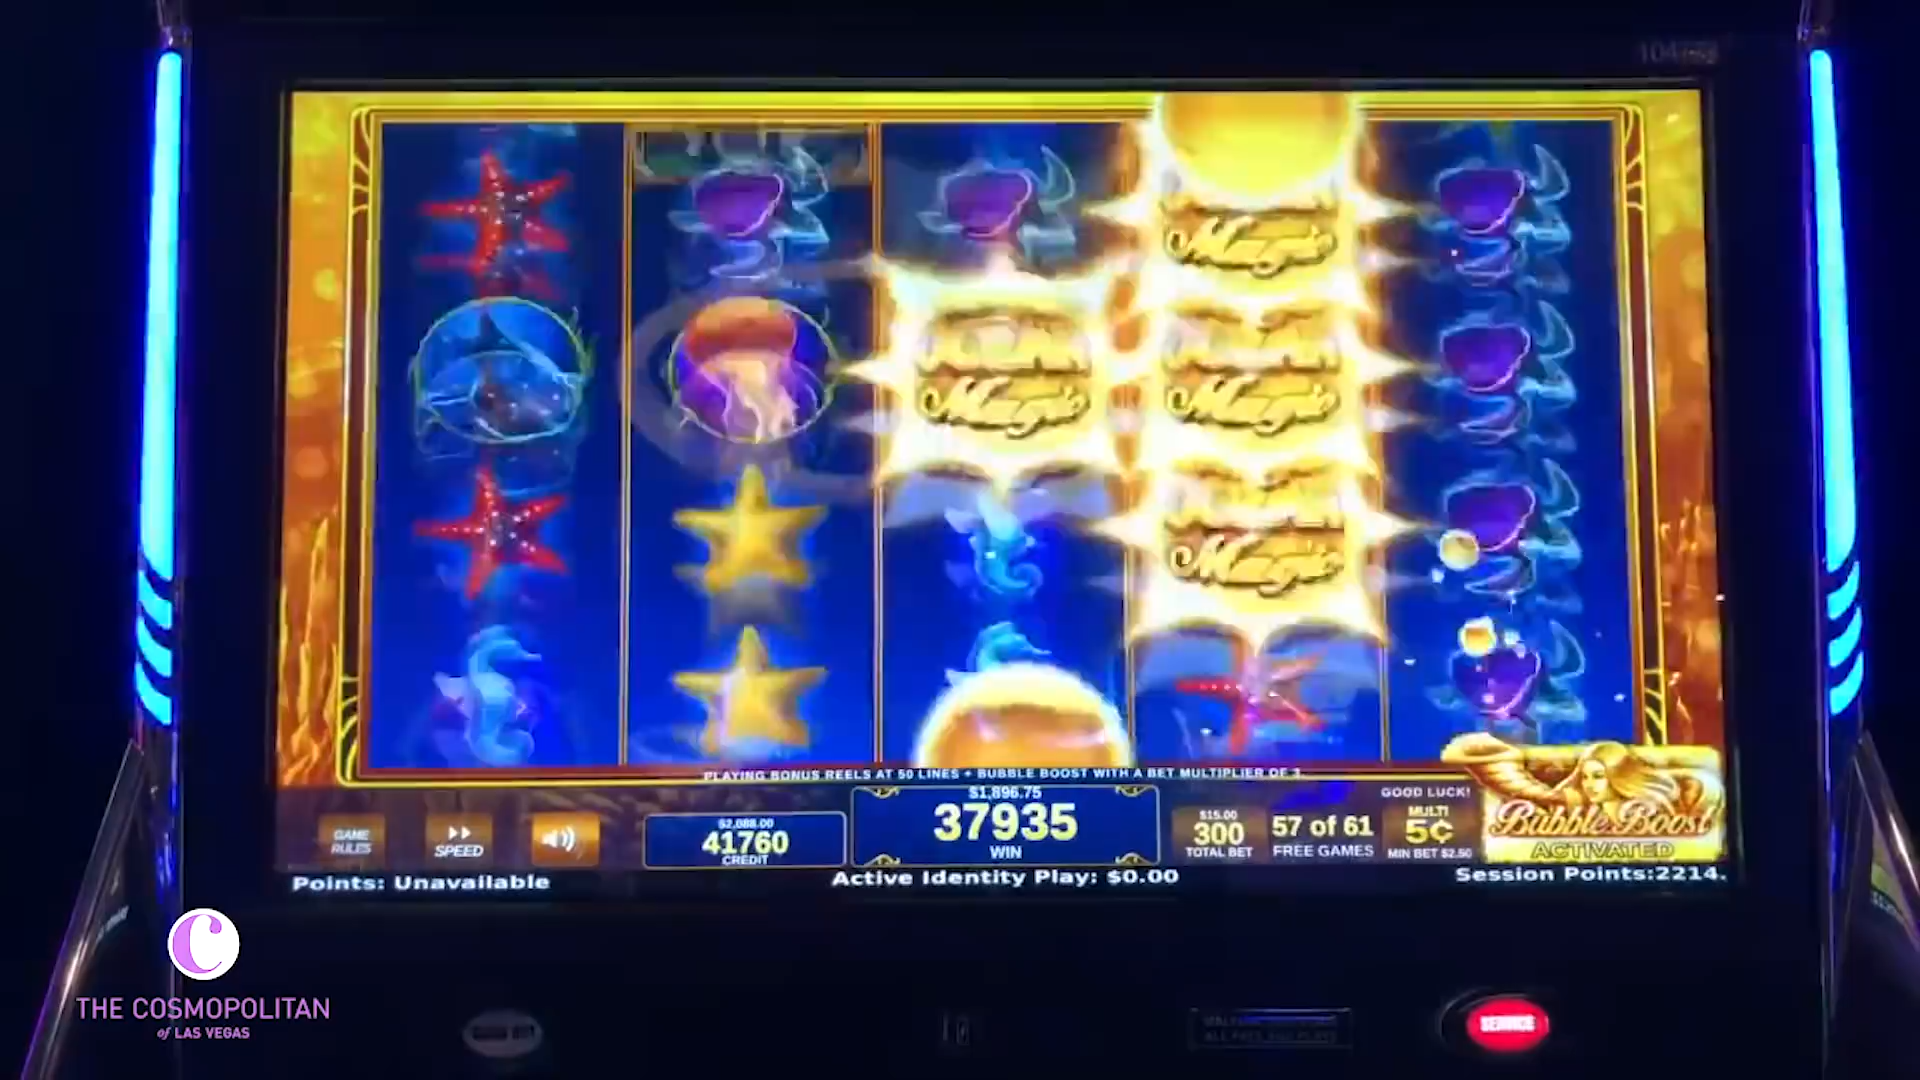 Magic
Magic
Magic
Magic
PLAYING BONUS REELS AT 50 LINES + BUBBLE BOOST WITH A BET MULTIPLIER OF 3
GAME RULES
SPEED
$2,088.00
41760
CREDIT
$1,896.75
37935
WIN
$15.00
300
TOTAL BET
57 of 61
FREE GAMES
GOOD LUCK!
MULTI
5¢
MIN BET $2.50
Bubble Boost
ACTIVATED
Points: Unavailable
Active Identity Play: $0.00
Session Points:2214.
C
THE COSMOPOLITAN
of LAS VEGAS
SERVICE